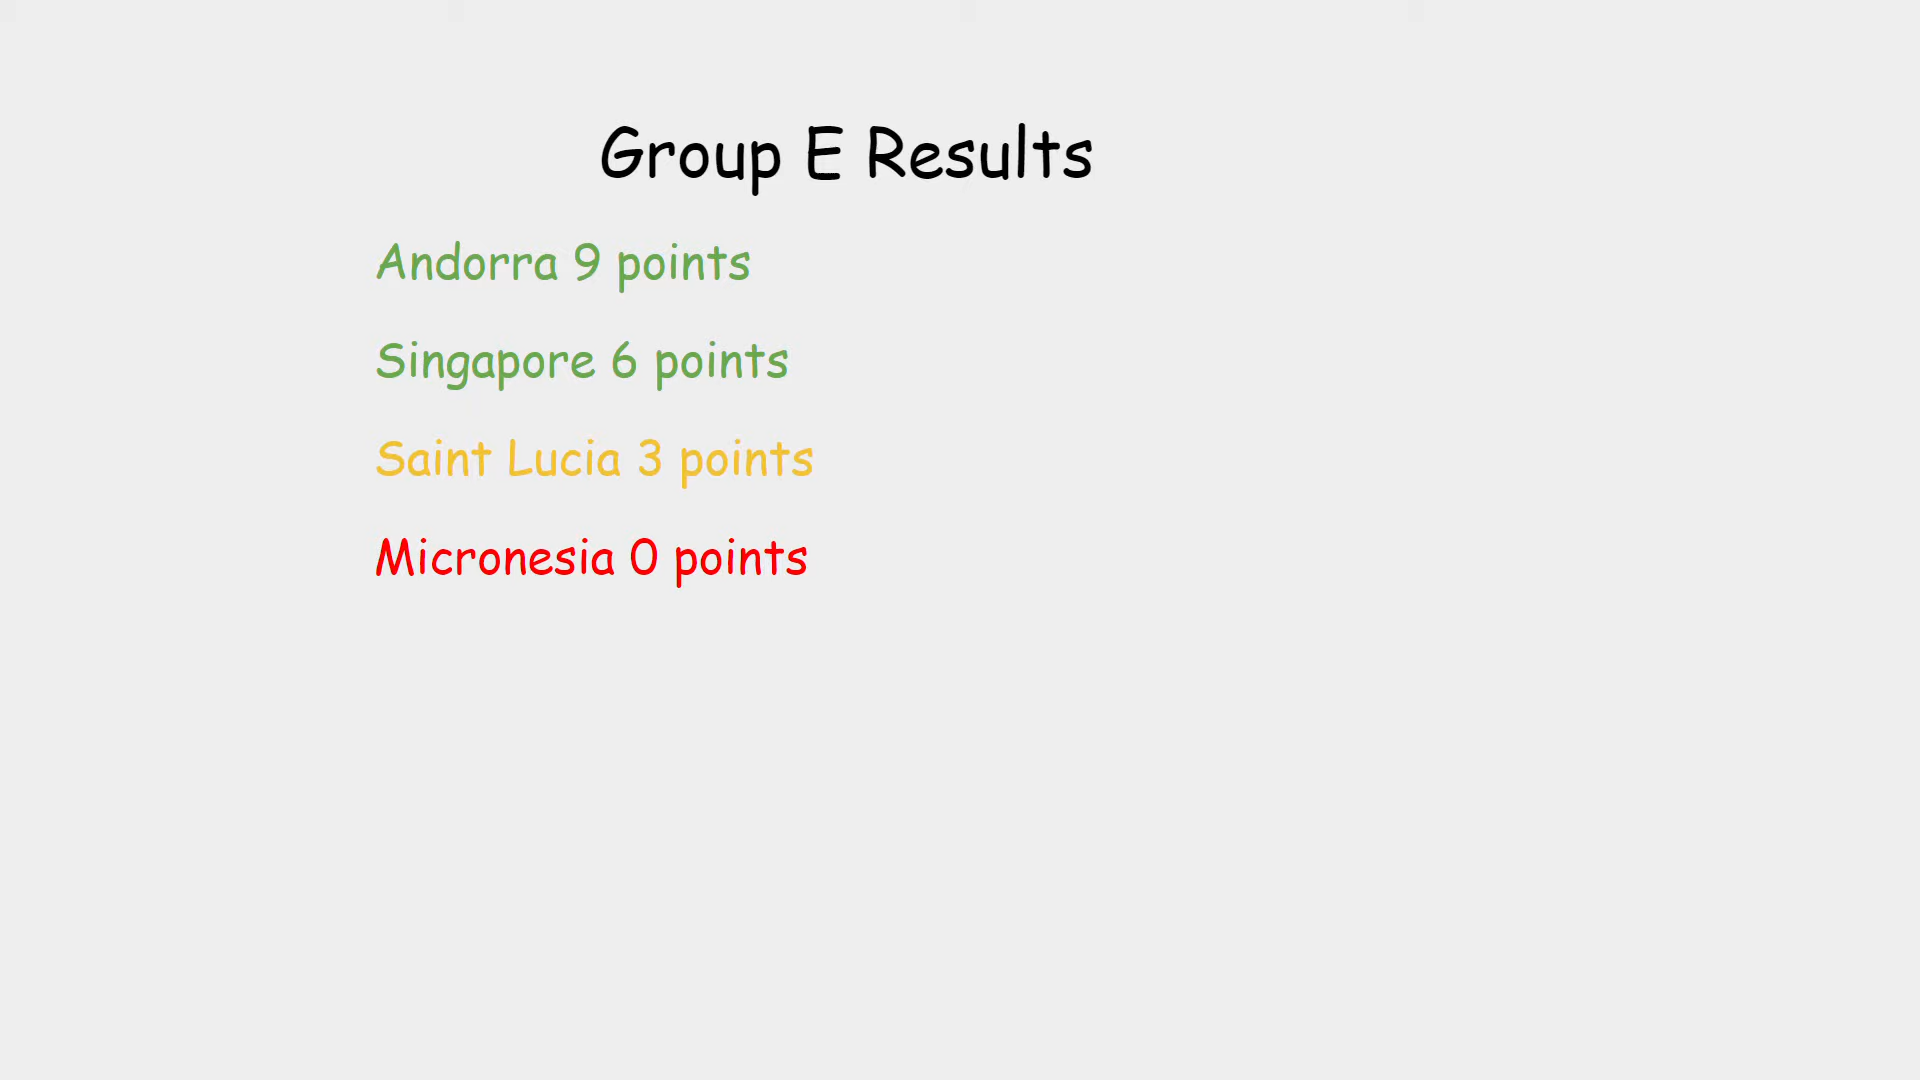 Group E Results
Andorra 9 points
Singapore 6 points
Saint Lucia 3 points
Micronesia 0 points